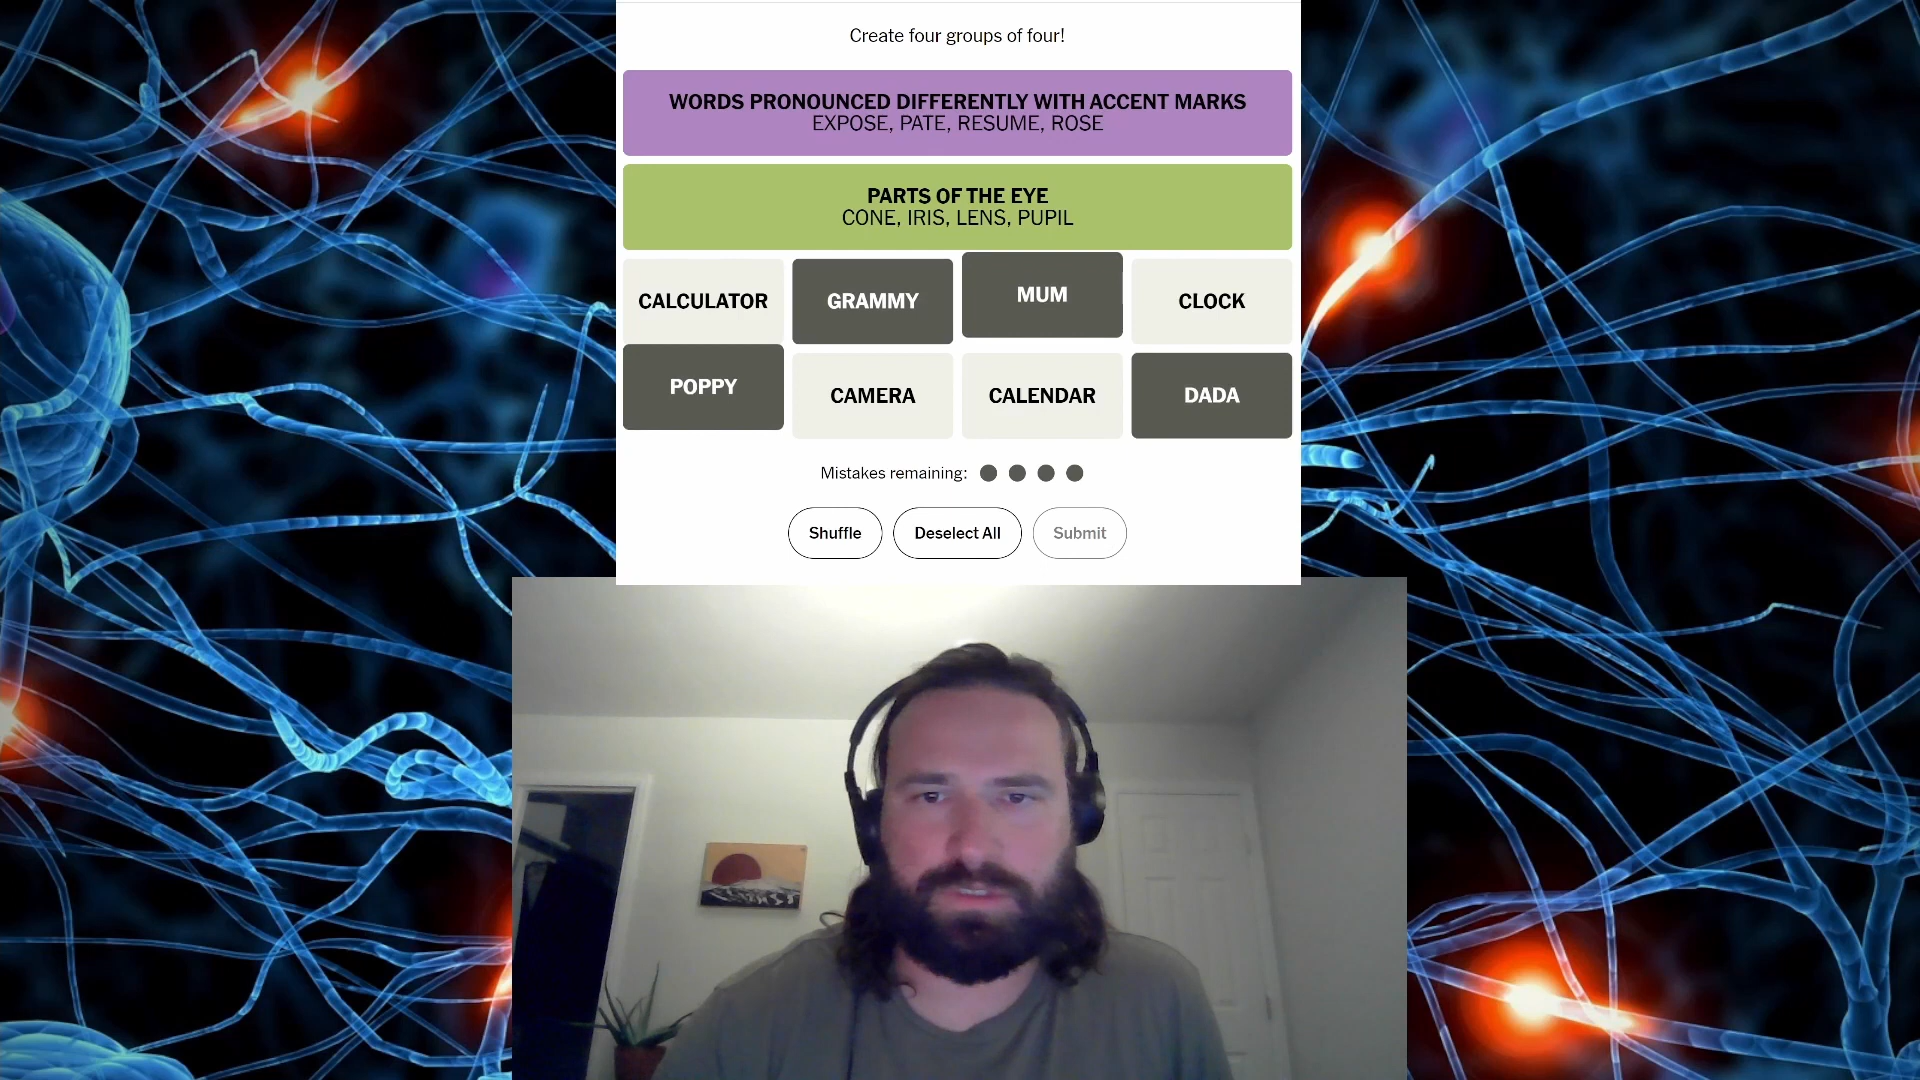 Create four groups of four!
WORDS PRONOUNCED DIFFERENTLY WITH ACCENT MARKS
EXPOSE, PATE, RESUME, ROSE
PARTS OF THE EYE
CONE, IRIS, LENS, PUPIL
CALCULATOR GRAMMY MUM CLOCK
POPPY CAMERA CALENDAR DADA
Mistakes remaining:
Shuffle Deselect All Submit